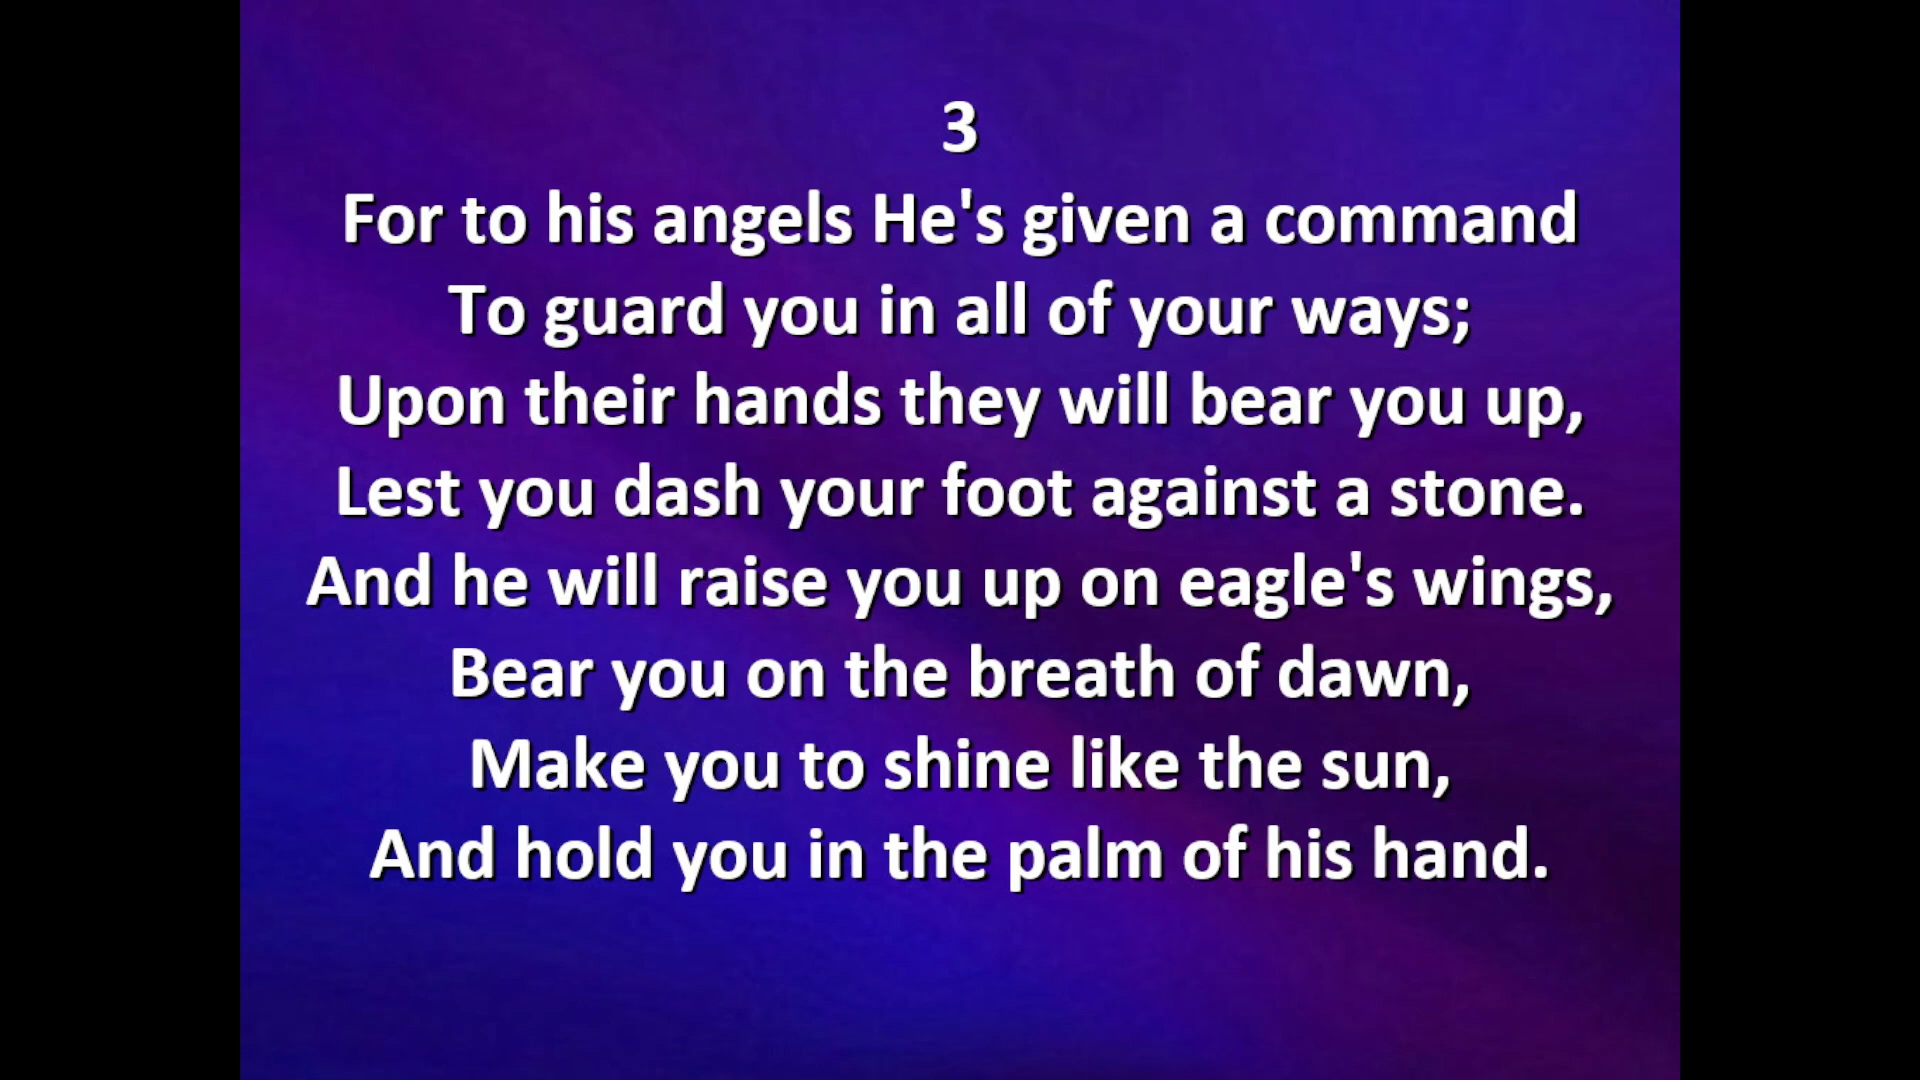 3
For to his angels He's given a command
To guard you in all of your ways;
Upon their hands they will bear you up,
Lest you dash your foot against a stone.
And he will raise you up on eagle's wings,
Bear you on the breath of dawn,
Make you to shine like the sun,
And hold you in the palm of his hand.